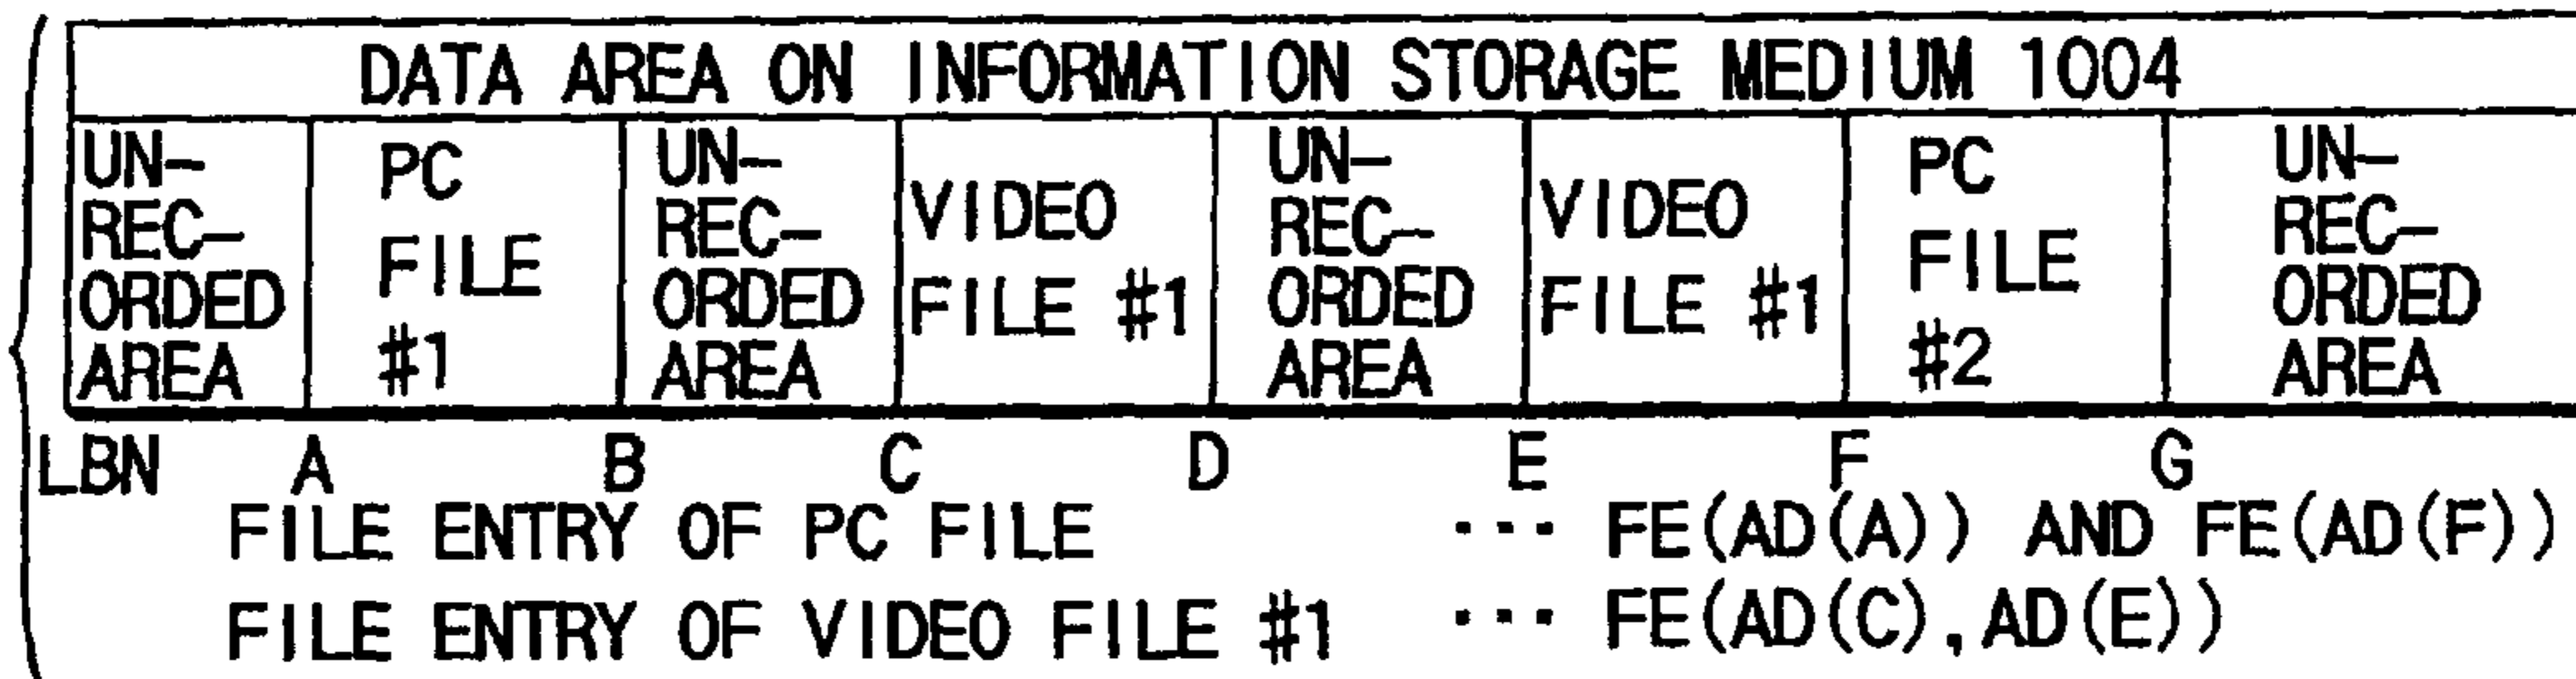 DATA AREA ON INFORMATION STORAGE MEDIUM 1004
UN-
REC-
ORDED
AREA
PC
FILE
#1
UN-
REC-
ORDED
AREA
VIDEO
FILE #1
UN-
REC-
ORDED
AREA
VIDEO
FILE #1
PC
FILE
#2
UN-
REC-
ORDED
AREA
LBN A B C D E F G
FILE ENTRY OF PC FILE ··· FE(AD(A)) AND FE(AD(F))
FILE ENTRY OF VIDEO FILE #1 ··· FE(AD(C),AD(E))